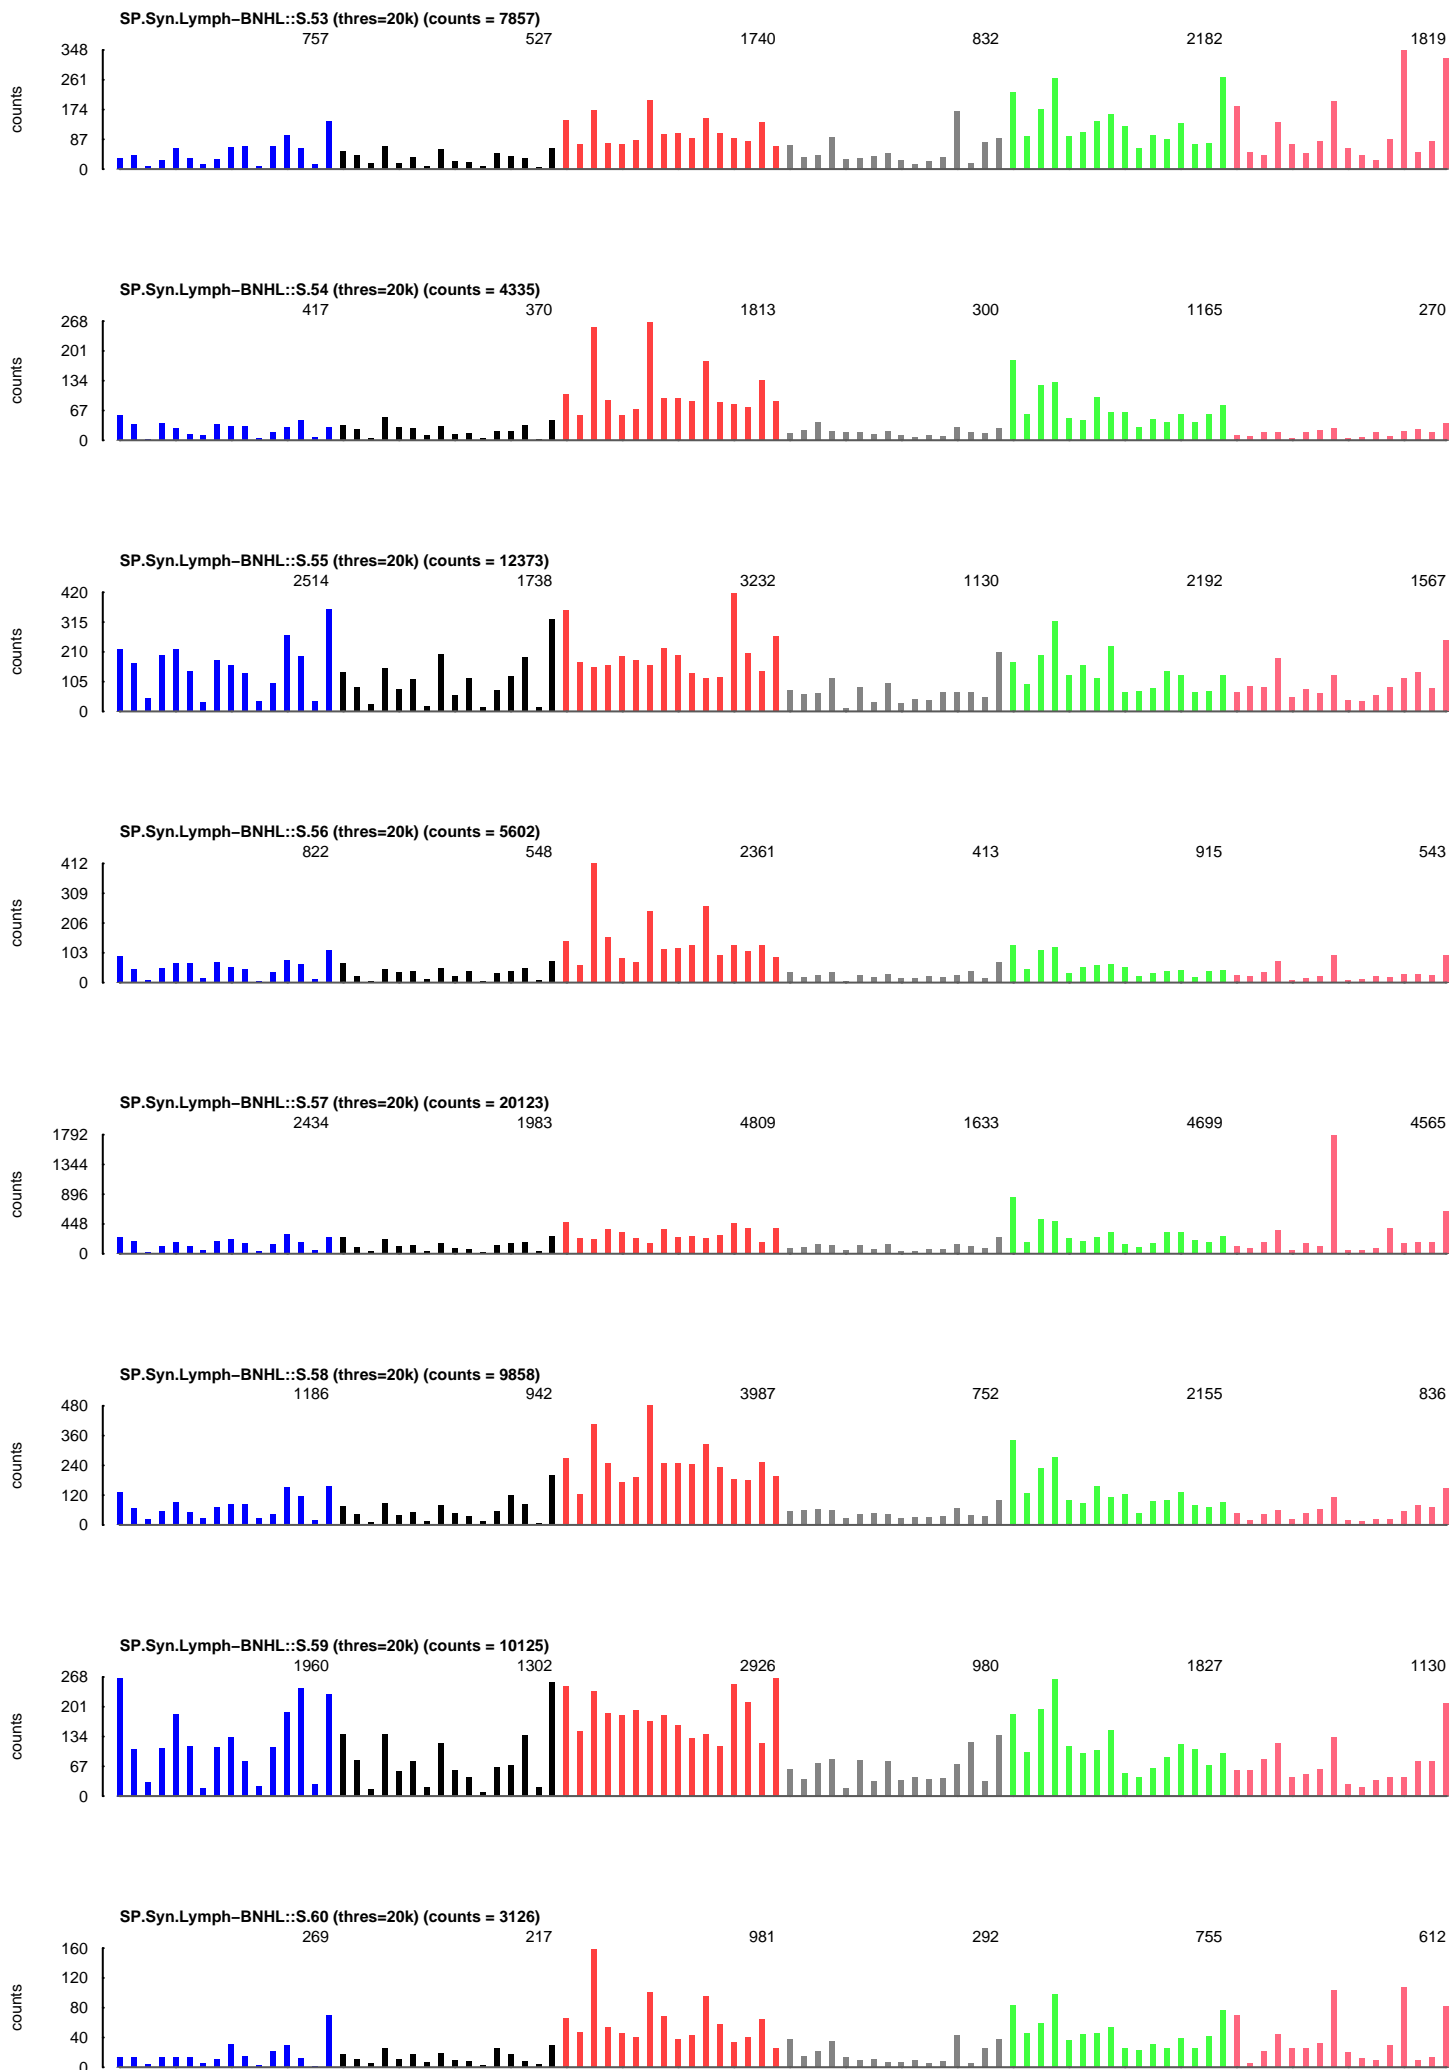 SP.Syn.Lymph−BNHL::S.53 (thres=20k) (counts = 7857)
757 527 1740 832 2182 1819
348
261
174
87
0
counts
SP.Syn.Lymph−BNHL::S.54 (thres=20k) (counts = 4335)
417 370 1813 300 1165 270
268
201
134
67
0
counts
SP.Syn.Lymph−BNHL::S.55 (thres=20k) (counts = 12373)
2514 1738 3232 1130 2192 1567
420
315
210
105
0
counts
SP.Syn.Lymph−BNHL::S.56 (thres=20k) (counts = 5602)
822 548 2361 413 915 543
412
309
206
103
0
counts
SP.Syn.Lymph−BNHL::S.57 (thres=20k) (counts = 20123)
2434 1983 4809 1633 4699 4565
1792
1344
896
448
0
counts
SP.Syn.Lymph−BNHL::S.58 (thres=20k) (counts = 9858)
1186 942 3987 752 2155 836
480
360
240
120
0
counts
SP.Syn.Lymph−BNHL::S.59 (thres=20k) (counts = 10125)
1960 1302 2926 980 1827 1130
268
201
134
67
0
counts
SP.Syn.Lymph−BNHL::S.60 (thres=20k) (counts = 3126)
269 217 981 292 755 612
160
120
80
40
0
counts